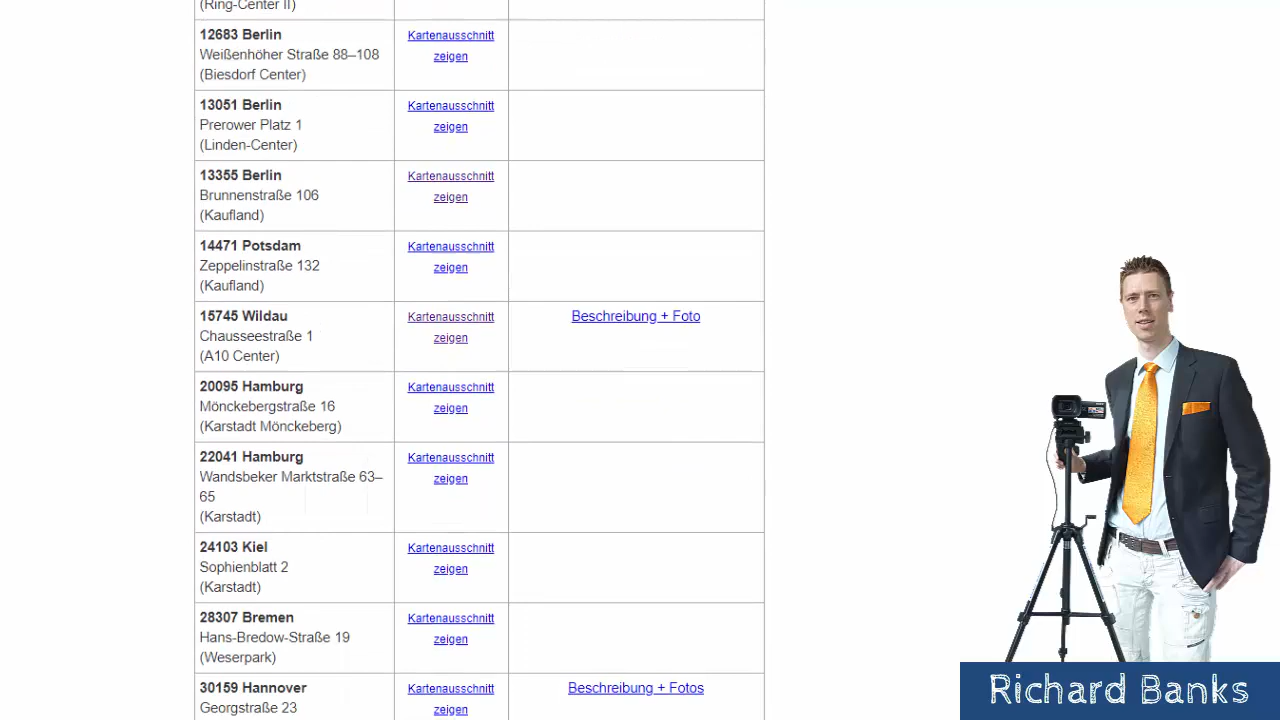 (Ring-Center II)
12683 Berlin
Weißenhöher Straße 88–108
(Biesdorf Center)
Kartenausschnitt
zeigen
13051 Berlin
Prerower Platz 1
(Linden-Center)
Kartenausschnitt
zeigen
13355 Berlin
Brunnenstraße 106
(Kaufland)
Kartenausschnitt
zeigen
14471 Potsdam
Zeppelinstraße 132
(Kaufland)
Kartenausschnitt
zeigen
15745 Wildau
Chausseestraße 1
(A10 Center)
Kartenausschnitt
zeigen
Beschreibung + Foto
20095 Hamburg
Mönckebergstraße 16
(Karstadt Mönckeberg)
Kartenausschnitt
zeigen
22041 Hamburg
Wandsbeker Marktstraße 63–
65
(Karstadt)
Kartenausschnitt
zeigen
24103 Kiel
Sophienblatt 2
(Karstadt)
Kartenausschnitt
zeigen
28307 Bremen
Hans-Bredow-Straße 19
(Weserpark)
Kartenausschnitt
zeigen
30159 Hannover
Georgstraße 23
Kartenausschnitt
zeigen
Beschreibung + Fotos
Richard Banks